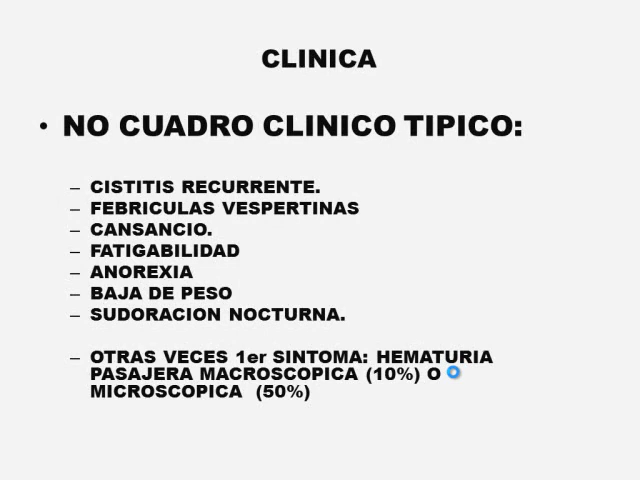 CLINICA
• NO CUADRO CLINICO TIPICO:
– CISTITIS RECURRENTE.
– FEBRICULAS VESPERTINAS
– CANSANCIO.
– FATIGABILIDAD
– ANOREXIA
– BAJA DE PESO
– SUDORACION NOCTURNA.
– OTRAS VECES 1er SINTOMA: HEMATURIA
PASAJERA MACROSCOPICA (10%) O
MICROSCOPICA (50%)